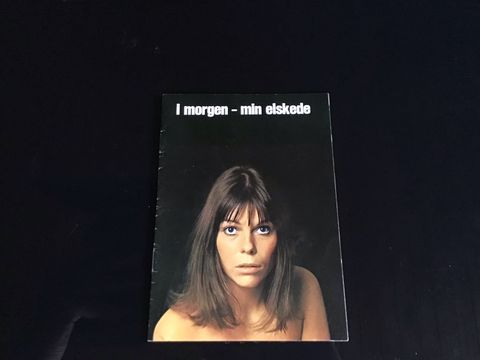 I morgen – min elskede